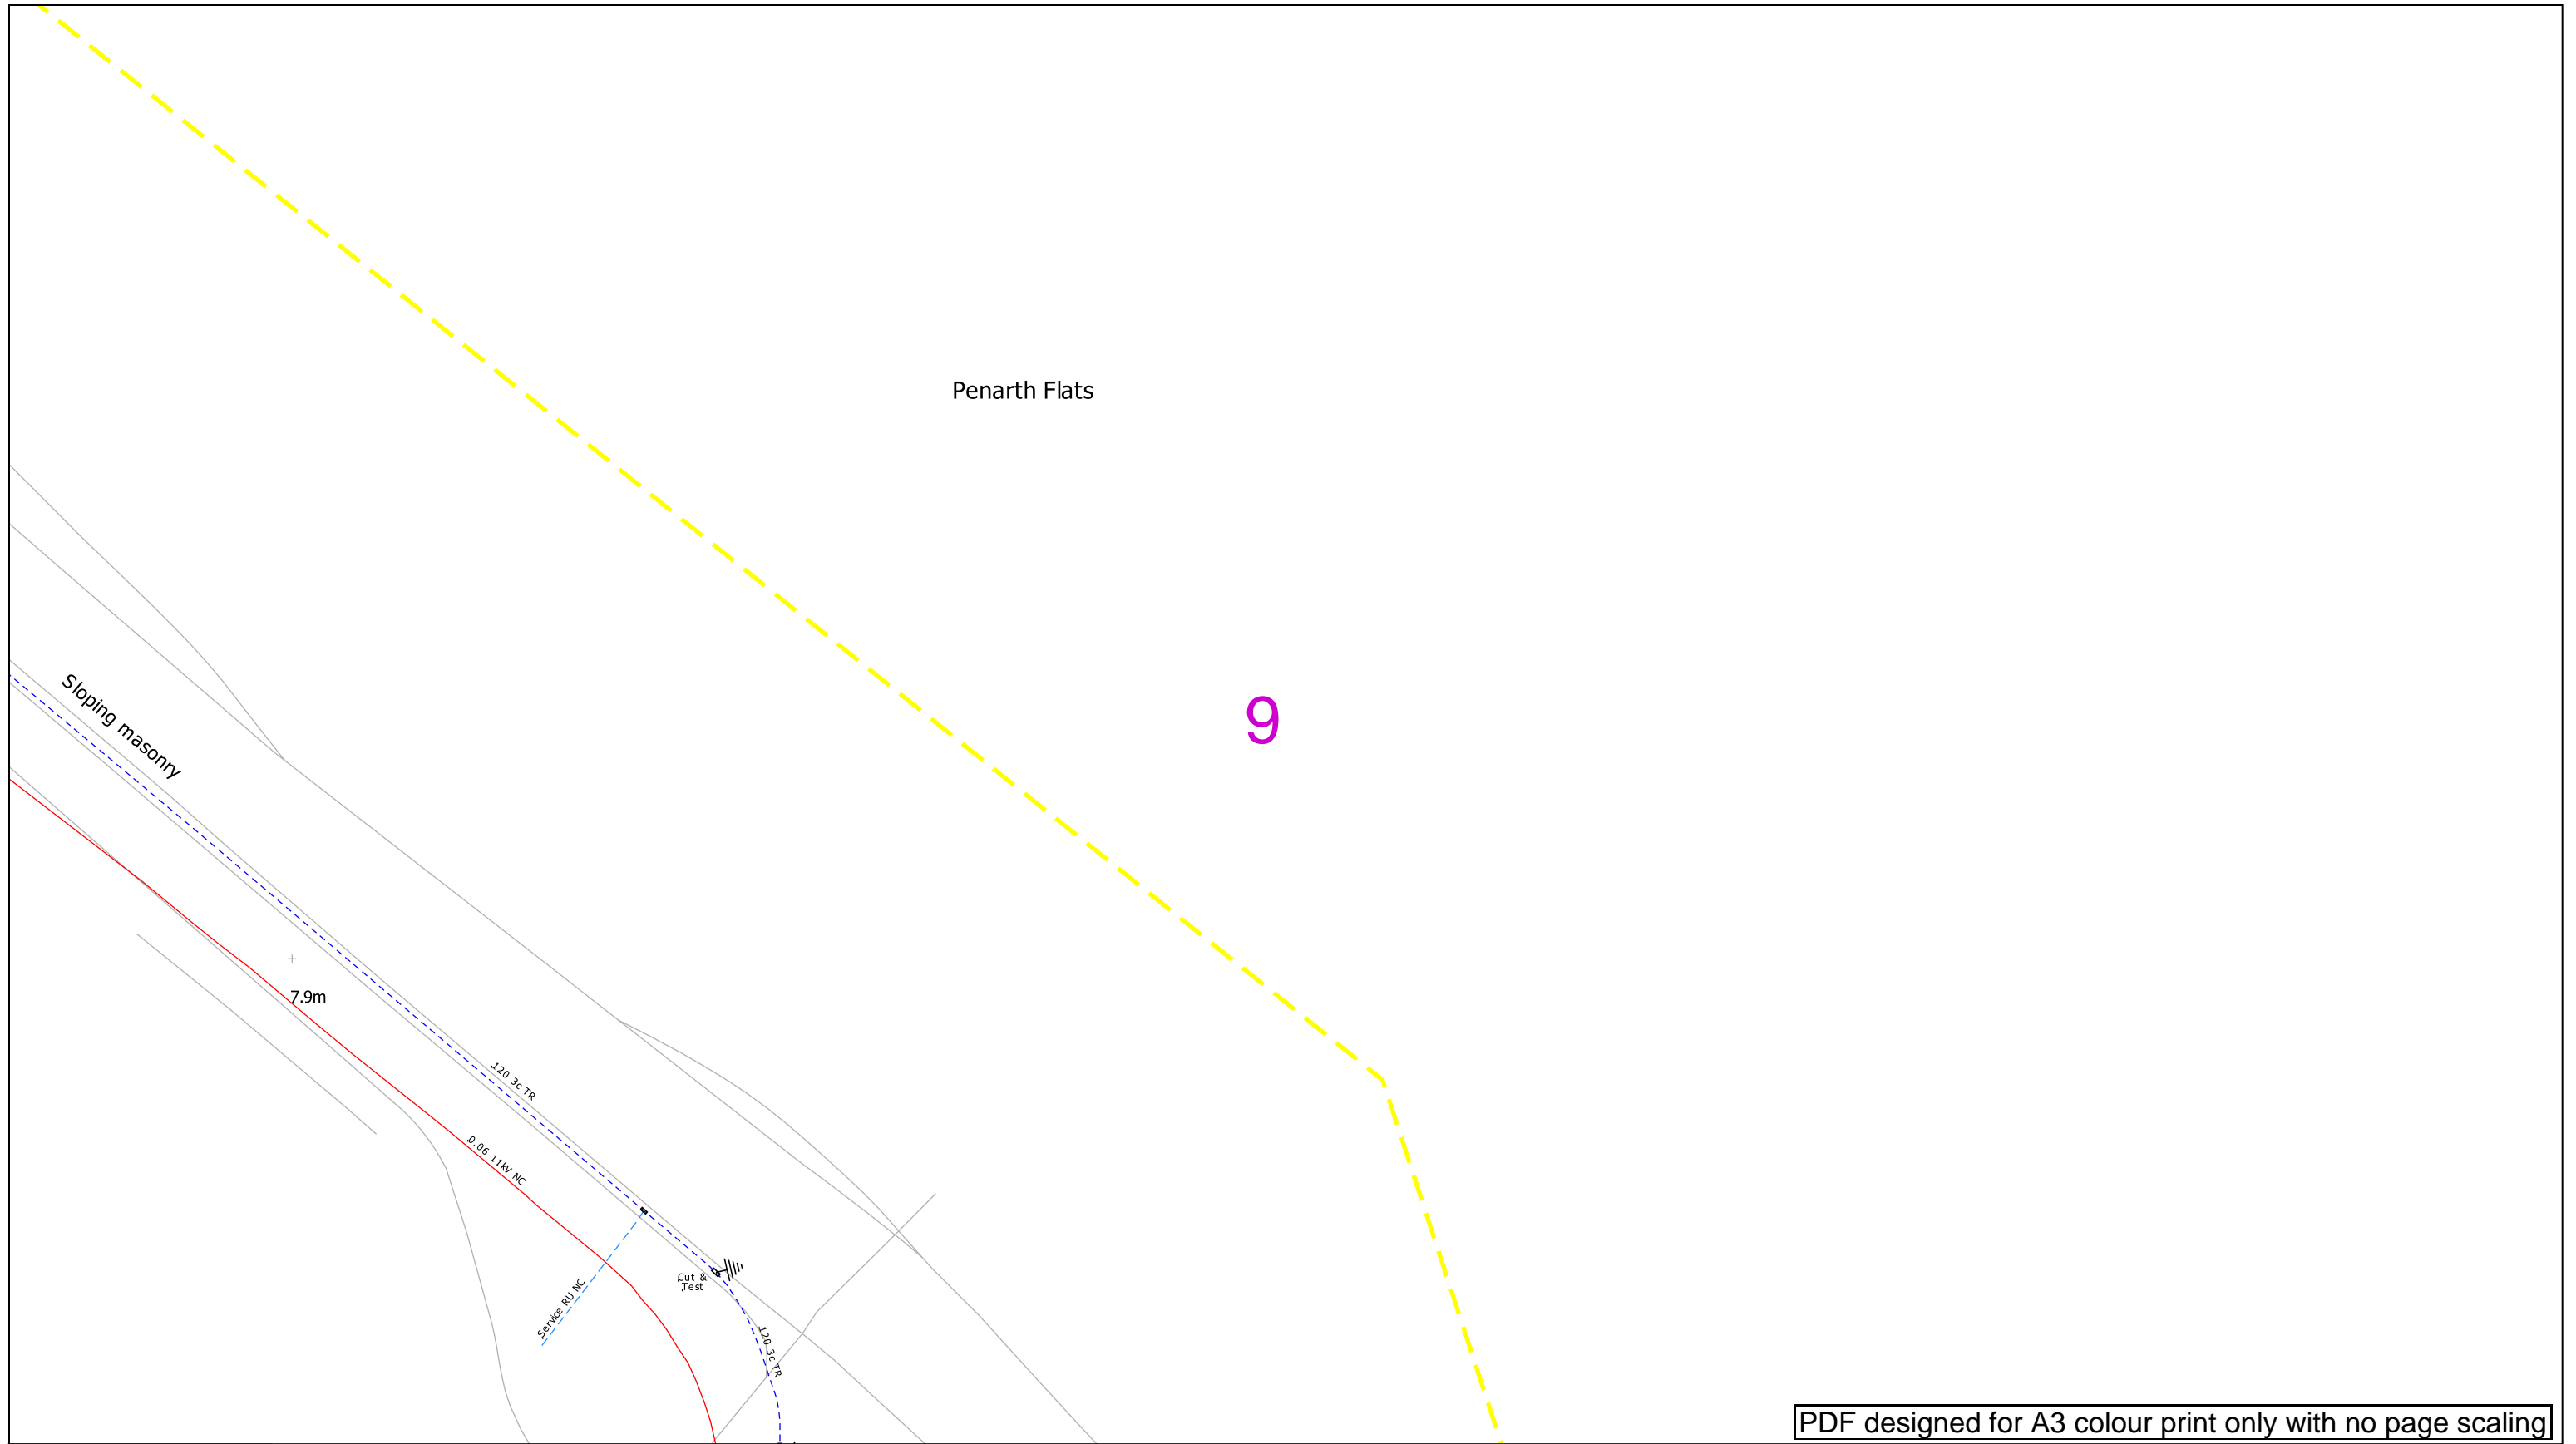 Penarth Flats
9
Sloping masonry
7.9m
120 3c TR
0.06 11kV NC
Service RU NC
Cut &
Test
120 3c TR
PDF designed for A3 colour print only with no page scaling